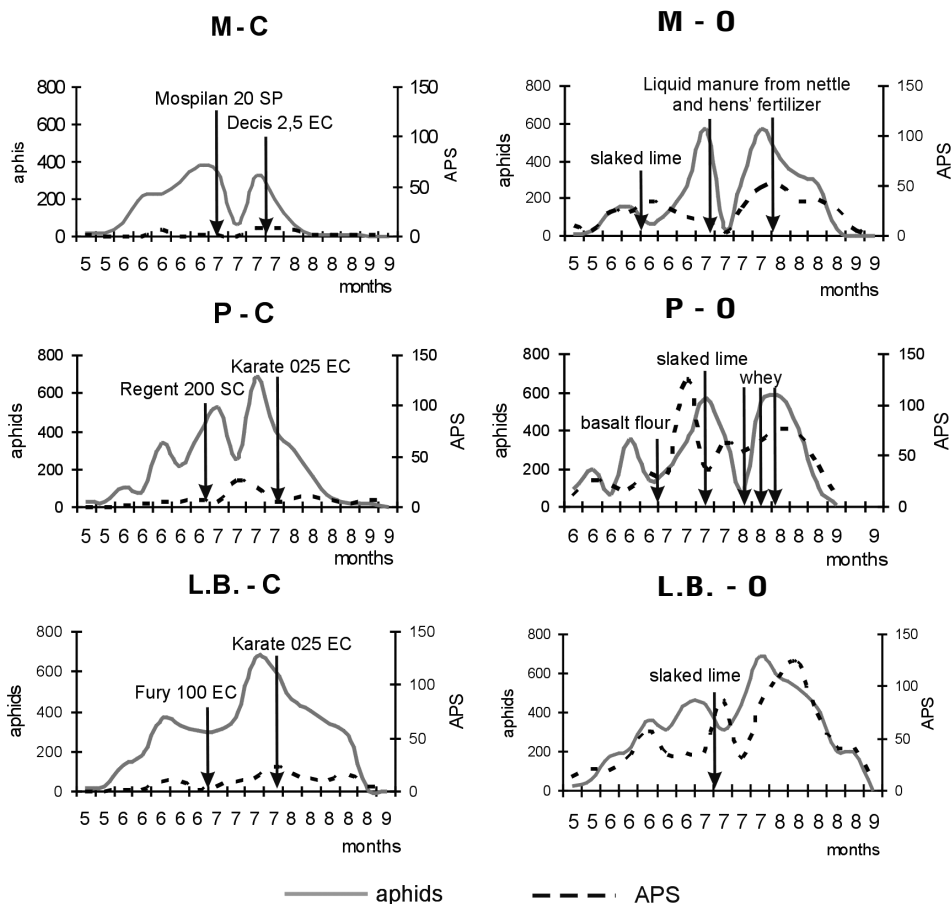 M - C
800
600
400
200
0
aphis
Mospilan 20 SP
Decis 2,5 EC
150
100
50
0
APS
5 5 6 6 6 6 7 7 7 7 8 8 8 8 9 9
months
M - O
800
600
400
200
0
aphids
Liquid manure from nettle
and hens' fertilizer
slaked lime
150
100
50
0
APS
5 5 6 6 6 6 7 7 7 7 8 8 8 8 9 9
months
P - C
800
600
400
200
0
aphids
Karate 025 EC
Regent 200 SC
150
100
50
0
APS
5 5 6 6 6 6 7 7 7 7 8 8 8 8 9 9
months
P - O
800
600
400
200
0
aphids
slaked lime
whey
basalt flour
150
100
50
0
APS
6 6 6 6 7 7 7 7 8 8 8 8 9 9
months
L.B. - C
800
600
400
200
0
aphids
Karate 025 EC
Fury 100 EC
150
100
50
0
APS
5 5 6 6 6 6 7 7 7 7 8 8 8 8 9 9
months
L.B. - O
800
600
400
200
0
aphids
slaked lime
150
100
50
0
APS
5 5 6 6 6 6 7 7 7 7 8 8 8 8 8 9
months
aphids
APS